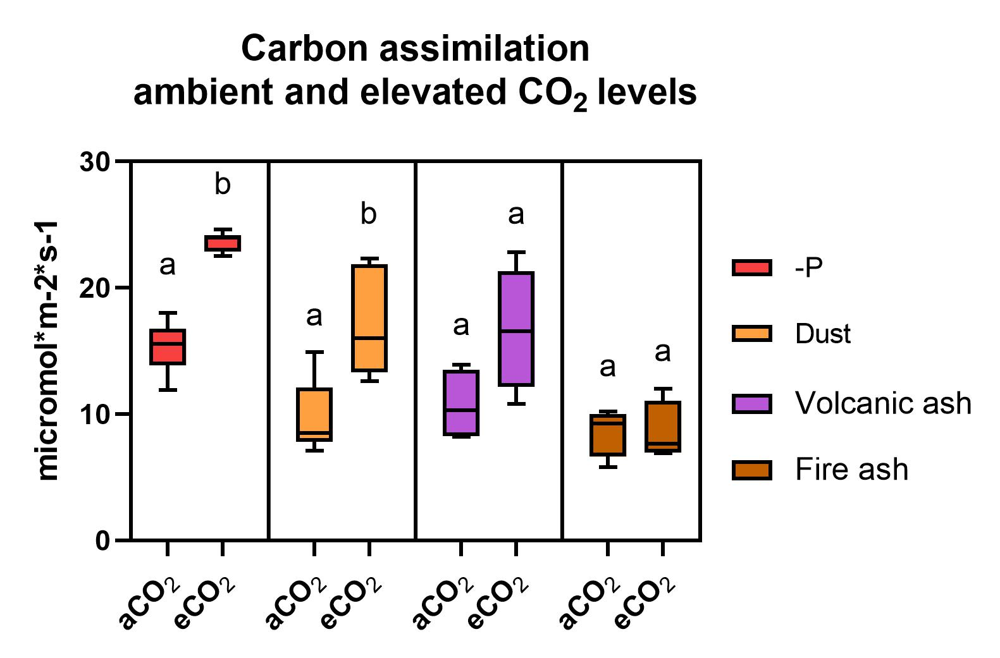 Carbon assimilation
ambient and elevated CO₂ levels
micromol*m-2*s-1
30
20
10
0
a
b
a
b
a
a
a
a
aCO₂
eCO₂
aCO₂
eCO₂
aCO₂
eCO₂
aCO₂
eCO₂
-P
Dust
Volcanic ash
Fire ash